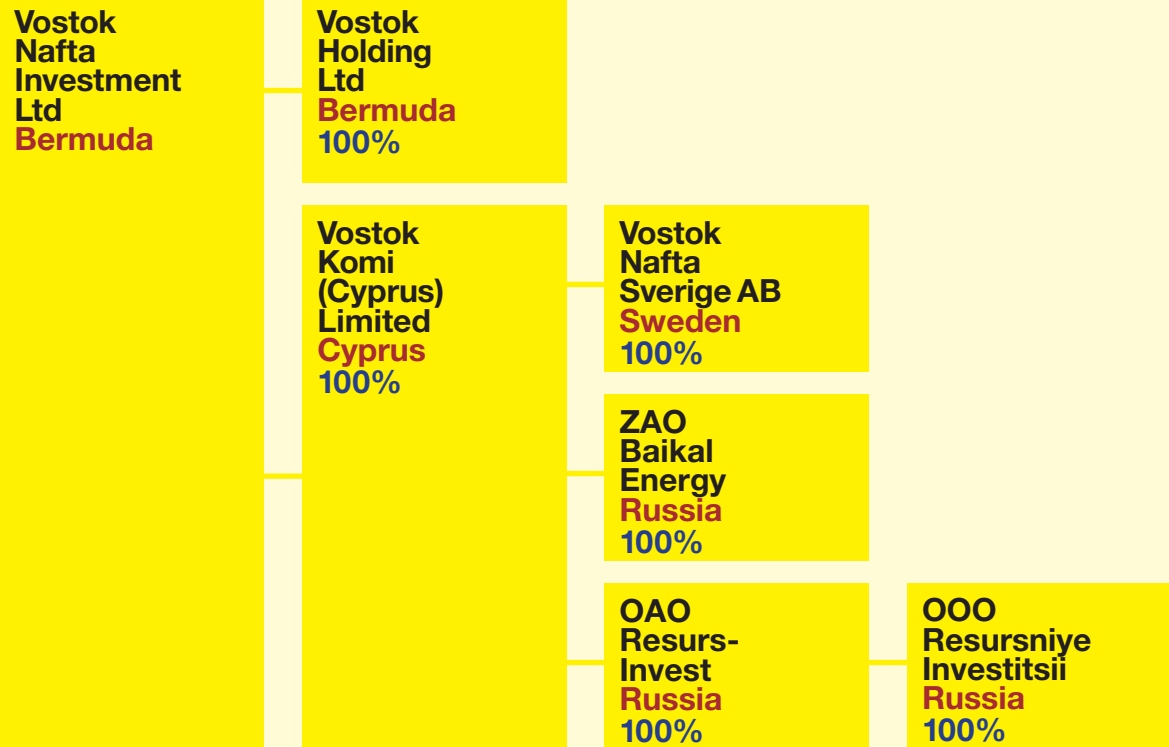 Vostok
Nafta
Investment
Ltd
Bermuda
Vostok
Holding
Ltd
Bermuda
100%
Vostok
Komi
(Cyprus)
Limited
Cyprus
100%
Vostok
Nafta
Sverige AB
Sweden
100%
ZAO
Baikal
Energy
Russia
100%
OAO
Resurs-
Invest
Russia
100%
OOO
Resursniye
Investitsii
Russia
100%